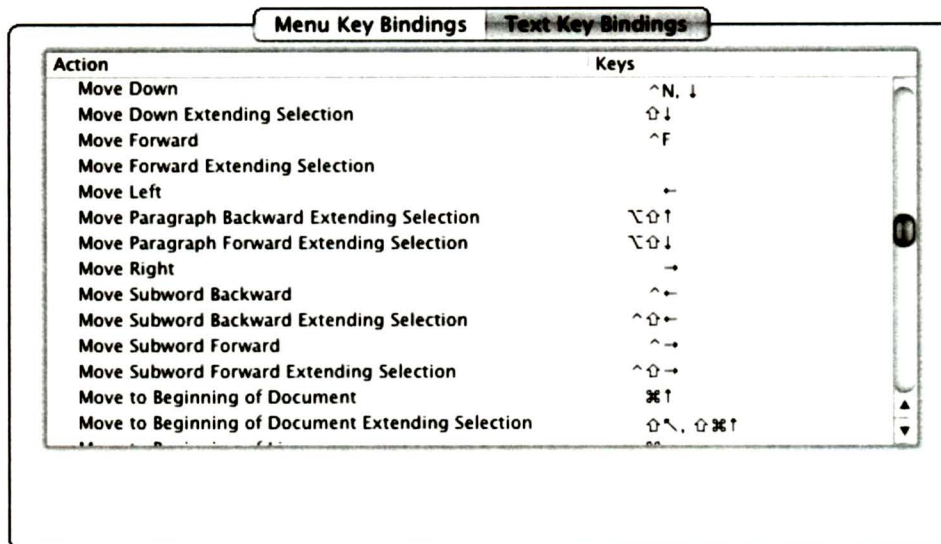 Menu Key Bindings Text Key Bindings
Action Keys
Move Down ^N, ↓
Move Down Extending Selection ⇧↓
Move Forward ^F
Move Forward Extending Selection
Move Left ←
Move Paragraph Backward Extending Selection ⌥⇧↑
Move Paragraph Forward Extending Selection ⌥⇧↓
Move Right →
Move Subword Backward ^←
Move Subword Backward Extending Selection ^⇧←
Move Subword Forward ^→
Move Subword Forward Extending Selection ^⇧→
Move to Beginning of Document ⌘↑
Move to Beginning of Document Extending Selection ⇧↖, ⇧⌘↑